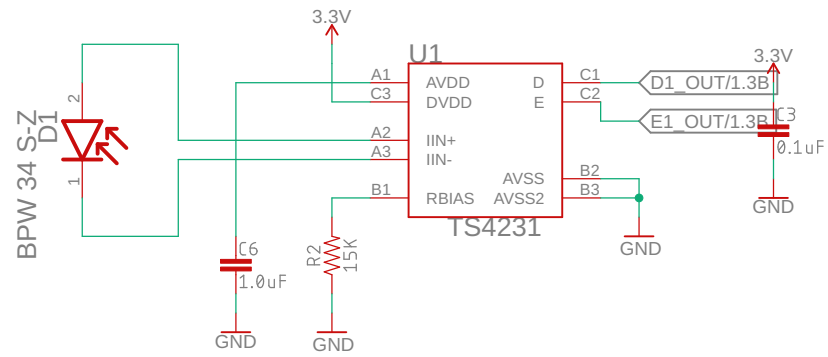 3.3V
U1
3.3V
A1
AVDD
D
C1
D1_OUT/1.3B
C3
DVDD
E
C2
E1_OUT/1.3B
C3
0.1uF
2
D1
BPW 34 S-Z
1
A2
IIN+
A3
IIN-
AVSS
B2
B1
RBIAS
AVSS2
B3
TS4231
GND
C6
1.0uF
R2
15K
GND
GND
GND